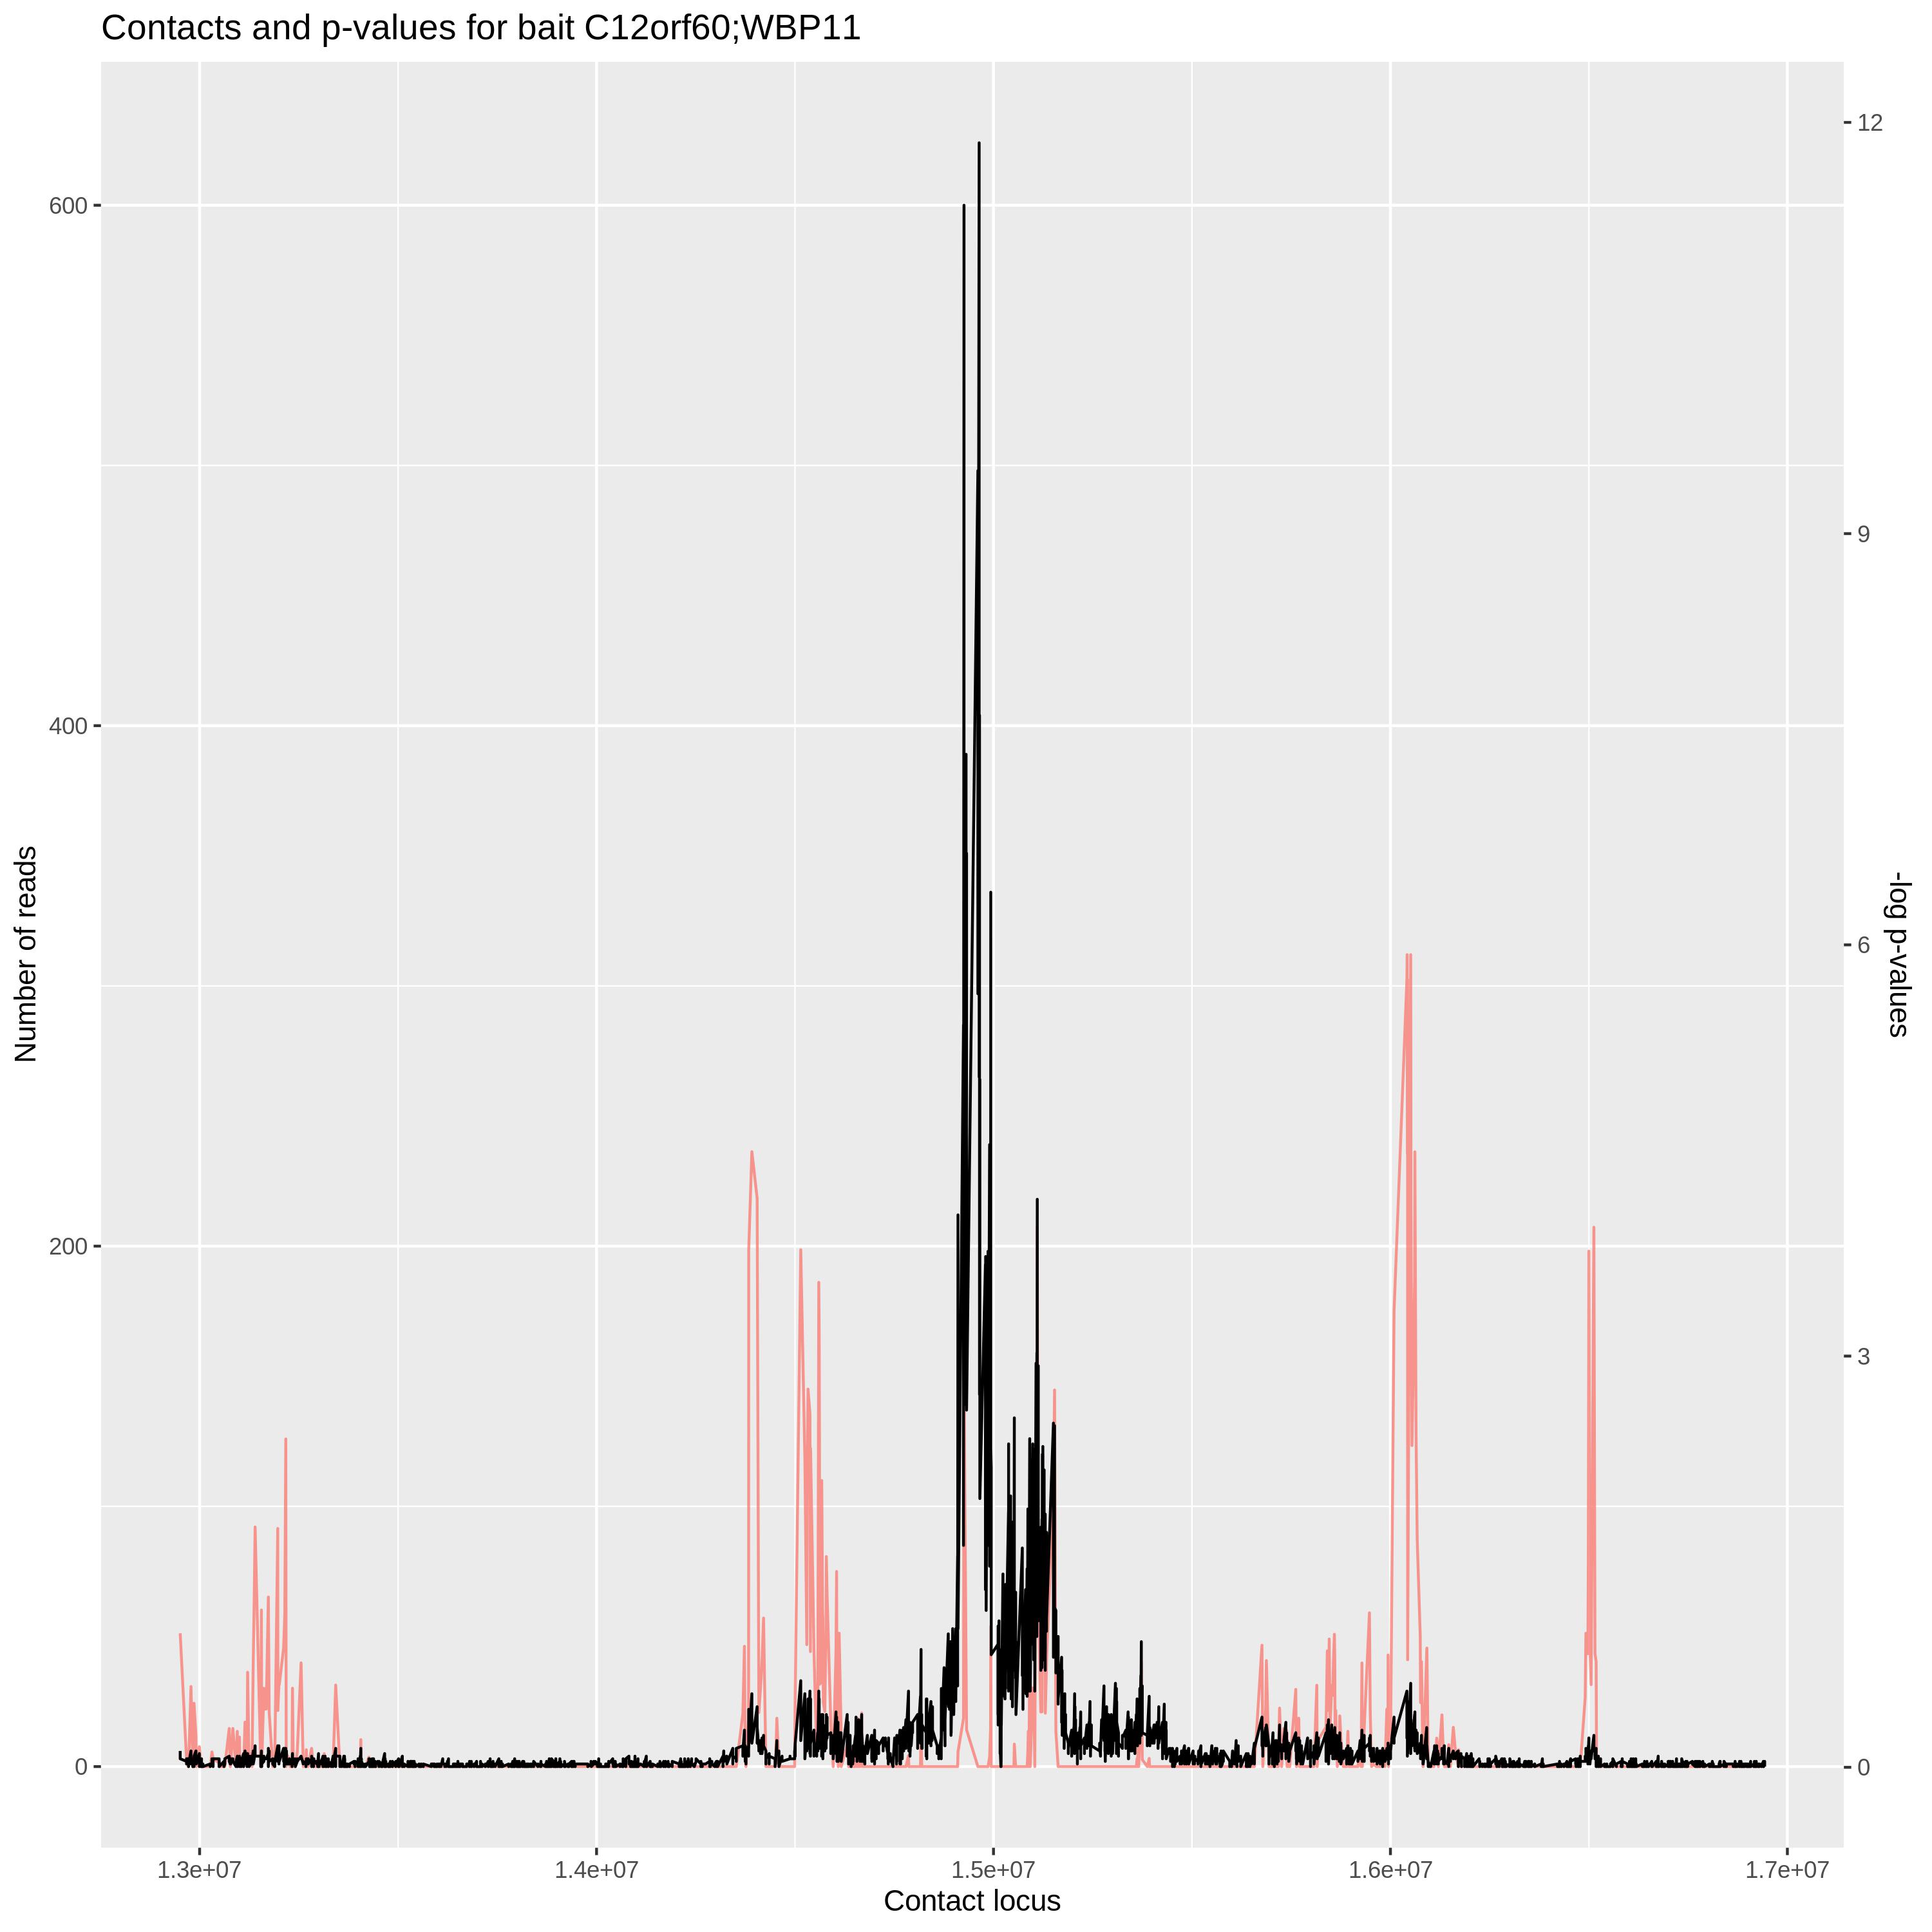 Contacts and p-values for bait C12orf60;WBP11
600
400
200
0
Number of reads
12
9
6
3
0
-log p-values
1.3e+07
1.4e+07
1.5e+07
1.6e+07
1.7e+07
Contact locus